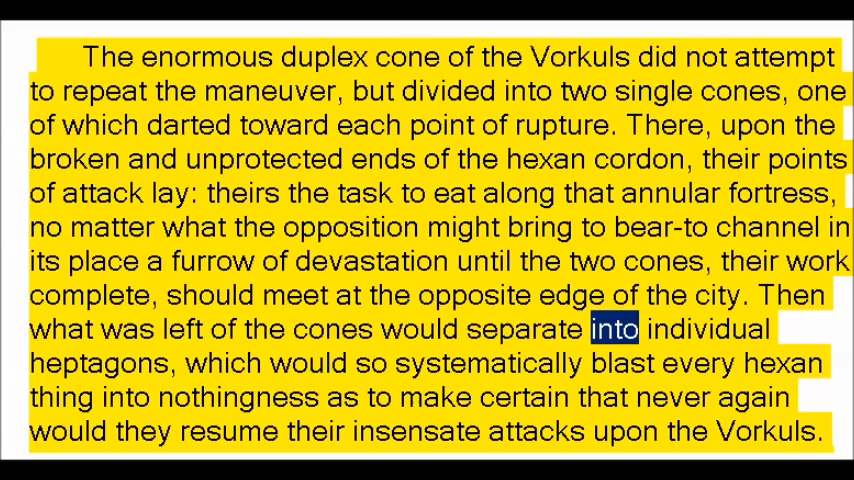 The enormous duplex cone of the Vorkuls did not attempt
to repeat the maneuver, but divided into two single cones, one
of which darted toward each point of rupture. There, upon the
broken and unprotected ends of the hexan cordon, their points
of attack lay: theirs the task to eat along that annular fortress,
no matter what the opposition might bring to bear-to channel in
its place a furrow of devastation until the two cones, their work
complete, should meet at the opposite edge of the city. Then
what was left of the cones would separate into individual
heptagons, which would so systematically blast every hexan
thing into nothingness as to make certain that never again
would they resume their insensate attacks upon the Vorkuls.